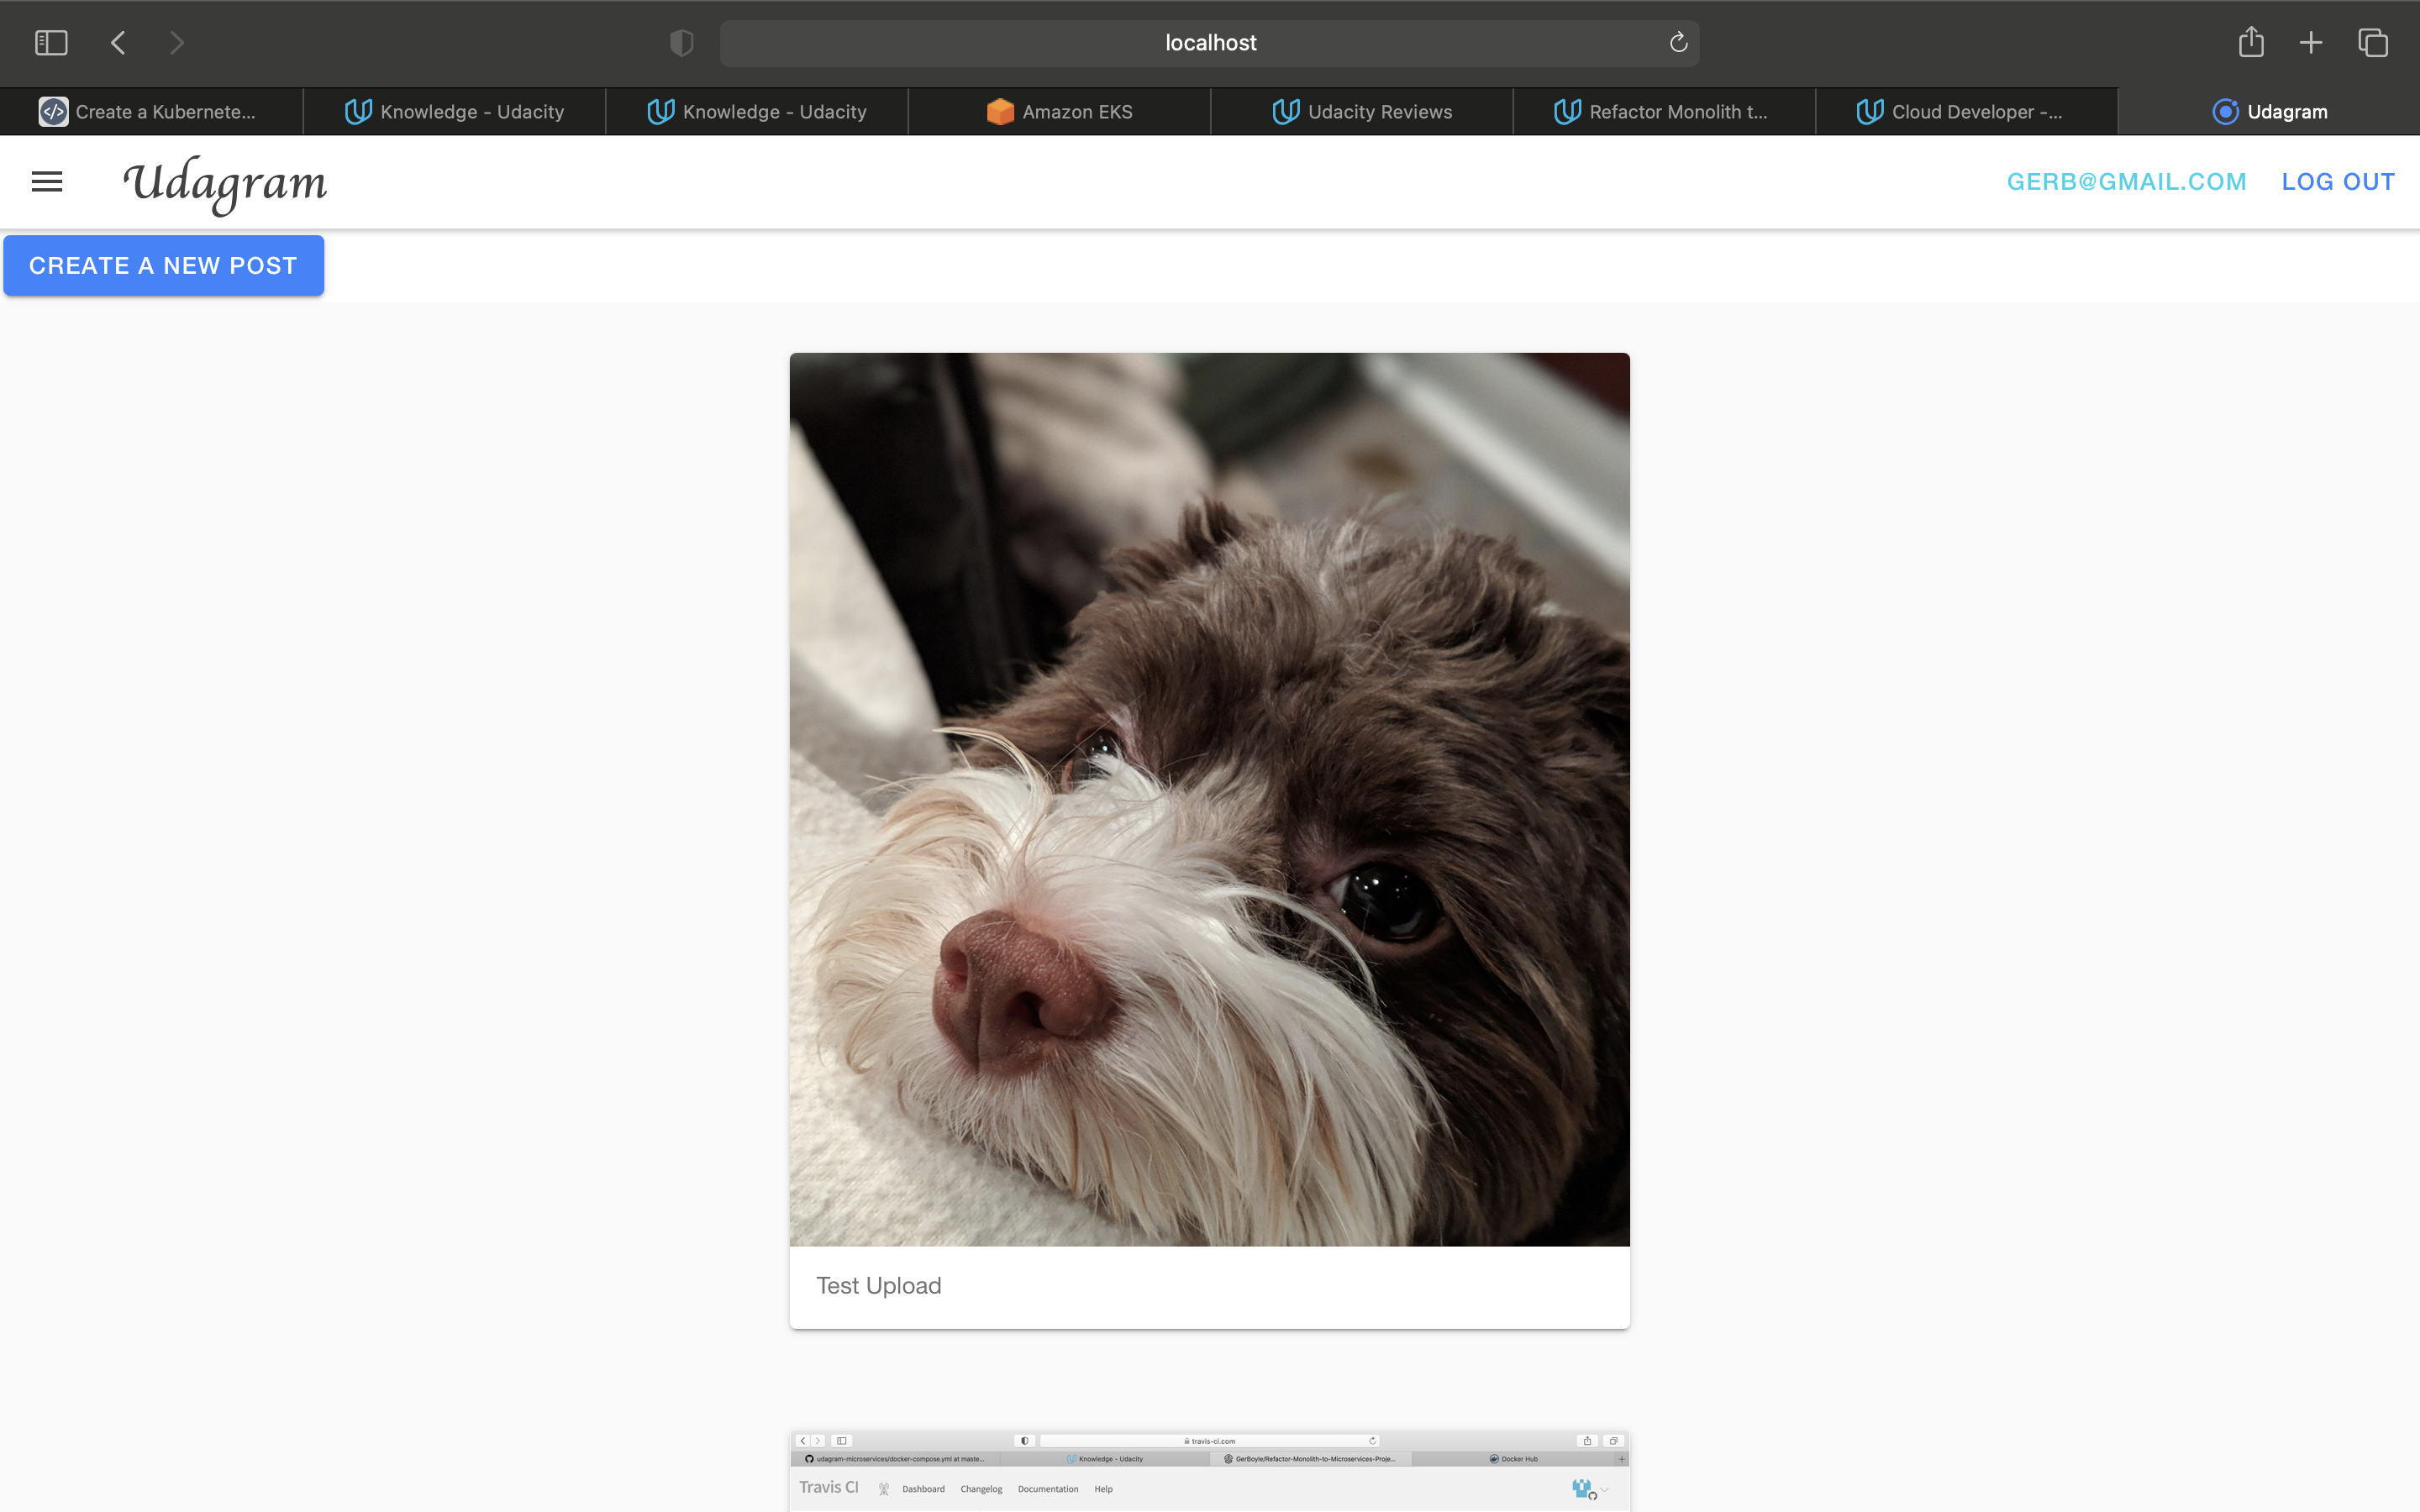 localhost
Create a Kubernete...
Knowledge - Udacity
Knowledge - Udacity
Amazon EKS
Udacity Reviews
Refactor Monolith t...
Cloud Developer -...
Udagram
Udagram
GERB@GMAIL.COM
LOG OUT
CREATE A NEW POST
Test Upload
travis-ci.com
udagram-microservices/docker-compose.yml at maste...
Knowledge - Udacity
GerBoyle/Refactor-Monolith-to-Microservices-Proje...
Docker Hub
Travis CI
Dashboard
Changelog
Documentation
Help